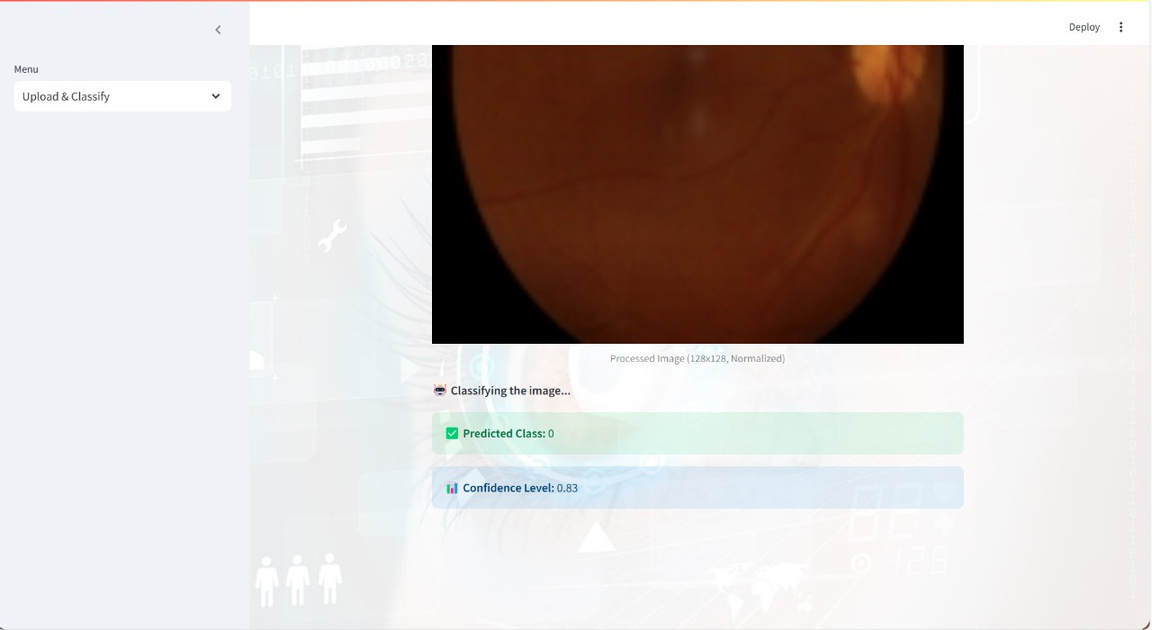 Deploy
Menu
Upload & Classify
Processed Image (128x128, Normalized)
Classifying the image...
Predicted Class: 0
Confidence Level: 0.83